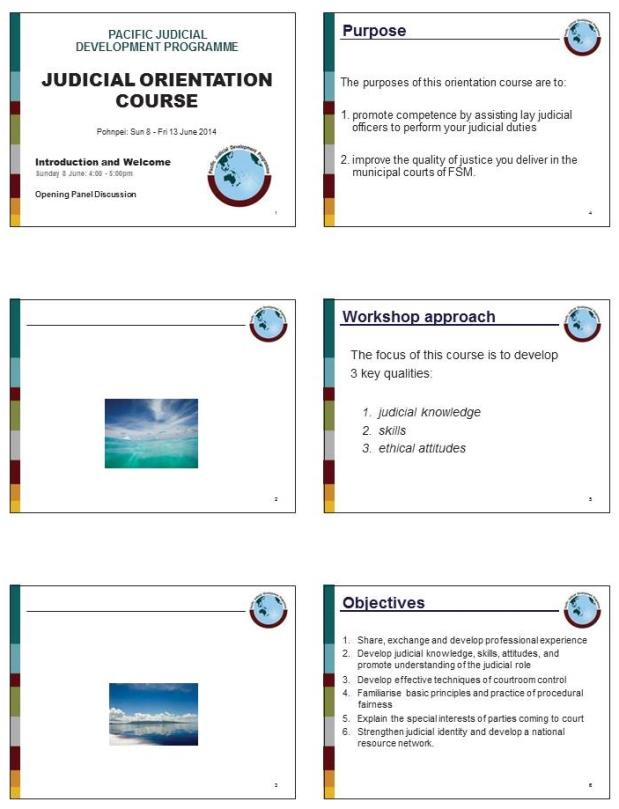 PACIFIC JUDICIAL
DEVELOPMENT PROGRAMME
JUDICIAL ORIENTATION
COURSE
Pohnpei: Sun 8 - Fri 13 June 2014
Introduction and Welcome
Sunday 8 June: 4:00 - 5:00pm
Opening Panel Discussion
Pacific Judicial Development Programme
1
2
Purpose
The purposes of this orientation course are to:
1. promote competence by assisting lay judicial
officers to perform your judicial duties
2. improve the quality of justice you deliver in the
municipal courts of FSM.
4
Workshop approach
The focus of this course is to develop
3 key qualities:
1. judicial knowledge
2. skills
3. ethical attitudes
Objectives
1. Share, exchange and develop professional experience
2. Develop judicial knowledge, skills, attitudes, and
promote understanding of the judicial role
3. Develop effective techniques of courtroom control
4. Familiarise basic principles and practice of procedural
fairness
5. Explain the special interests of parties coming to court
6. Strengthen judicial identity and develop a national
resource network.
6